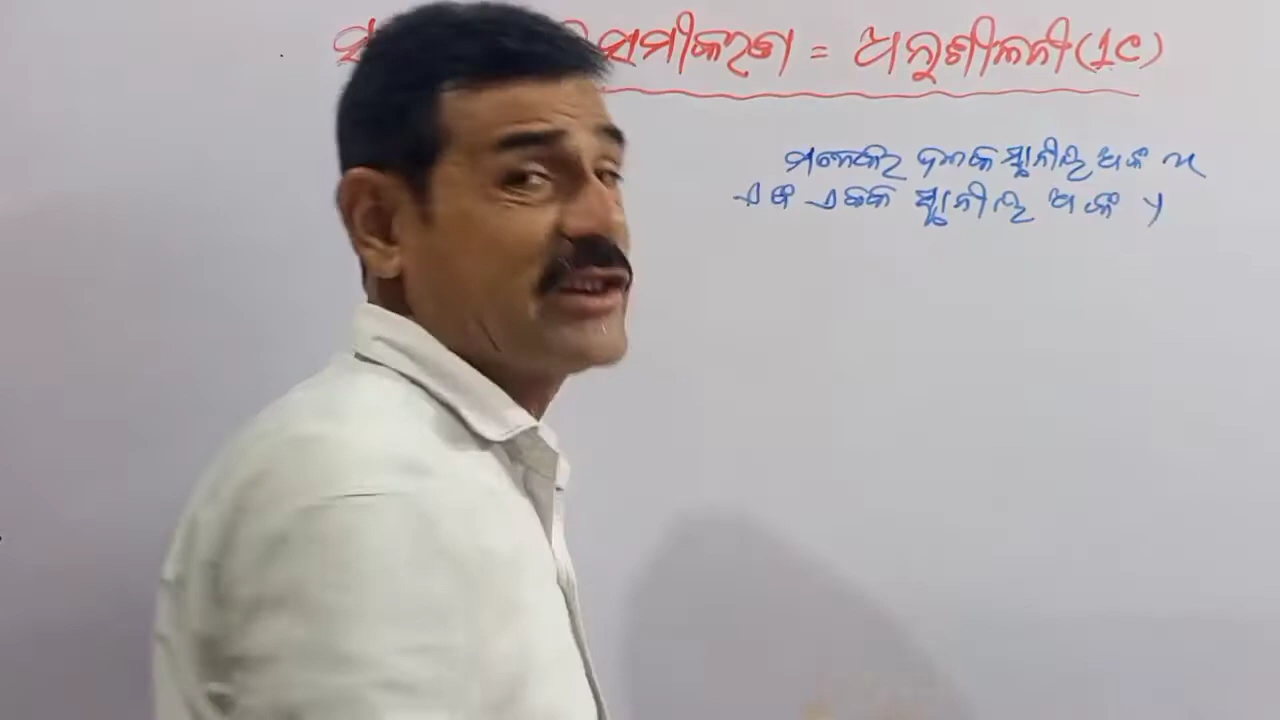 ସମୀକରଣ = ଅନୁଶୀଳନୀ (1C)
ମନେକର ଦଶକ ସ୍ଥାନୀୟ ଅଙ୍କ x
ଏବଂ ଏକକ ସ୍ଥାନୀୟ ଅଙ୍କ y